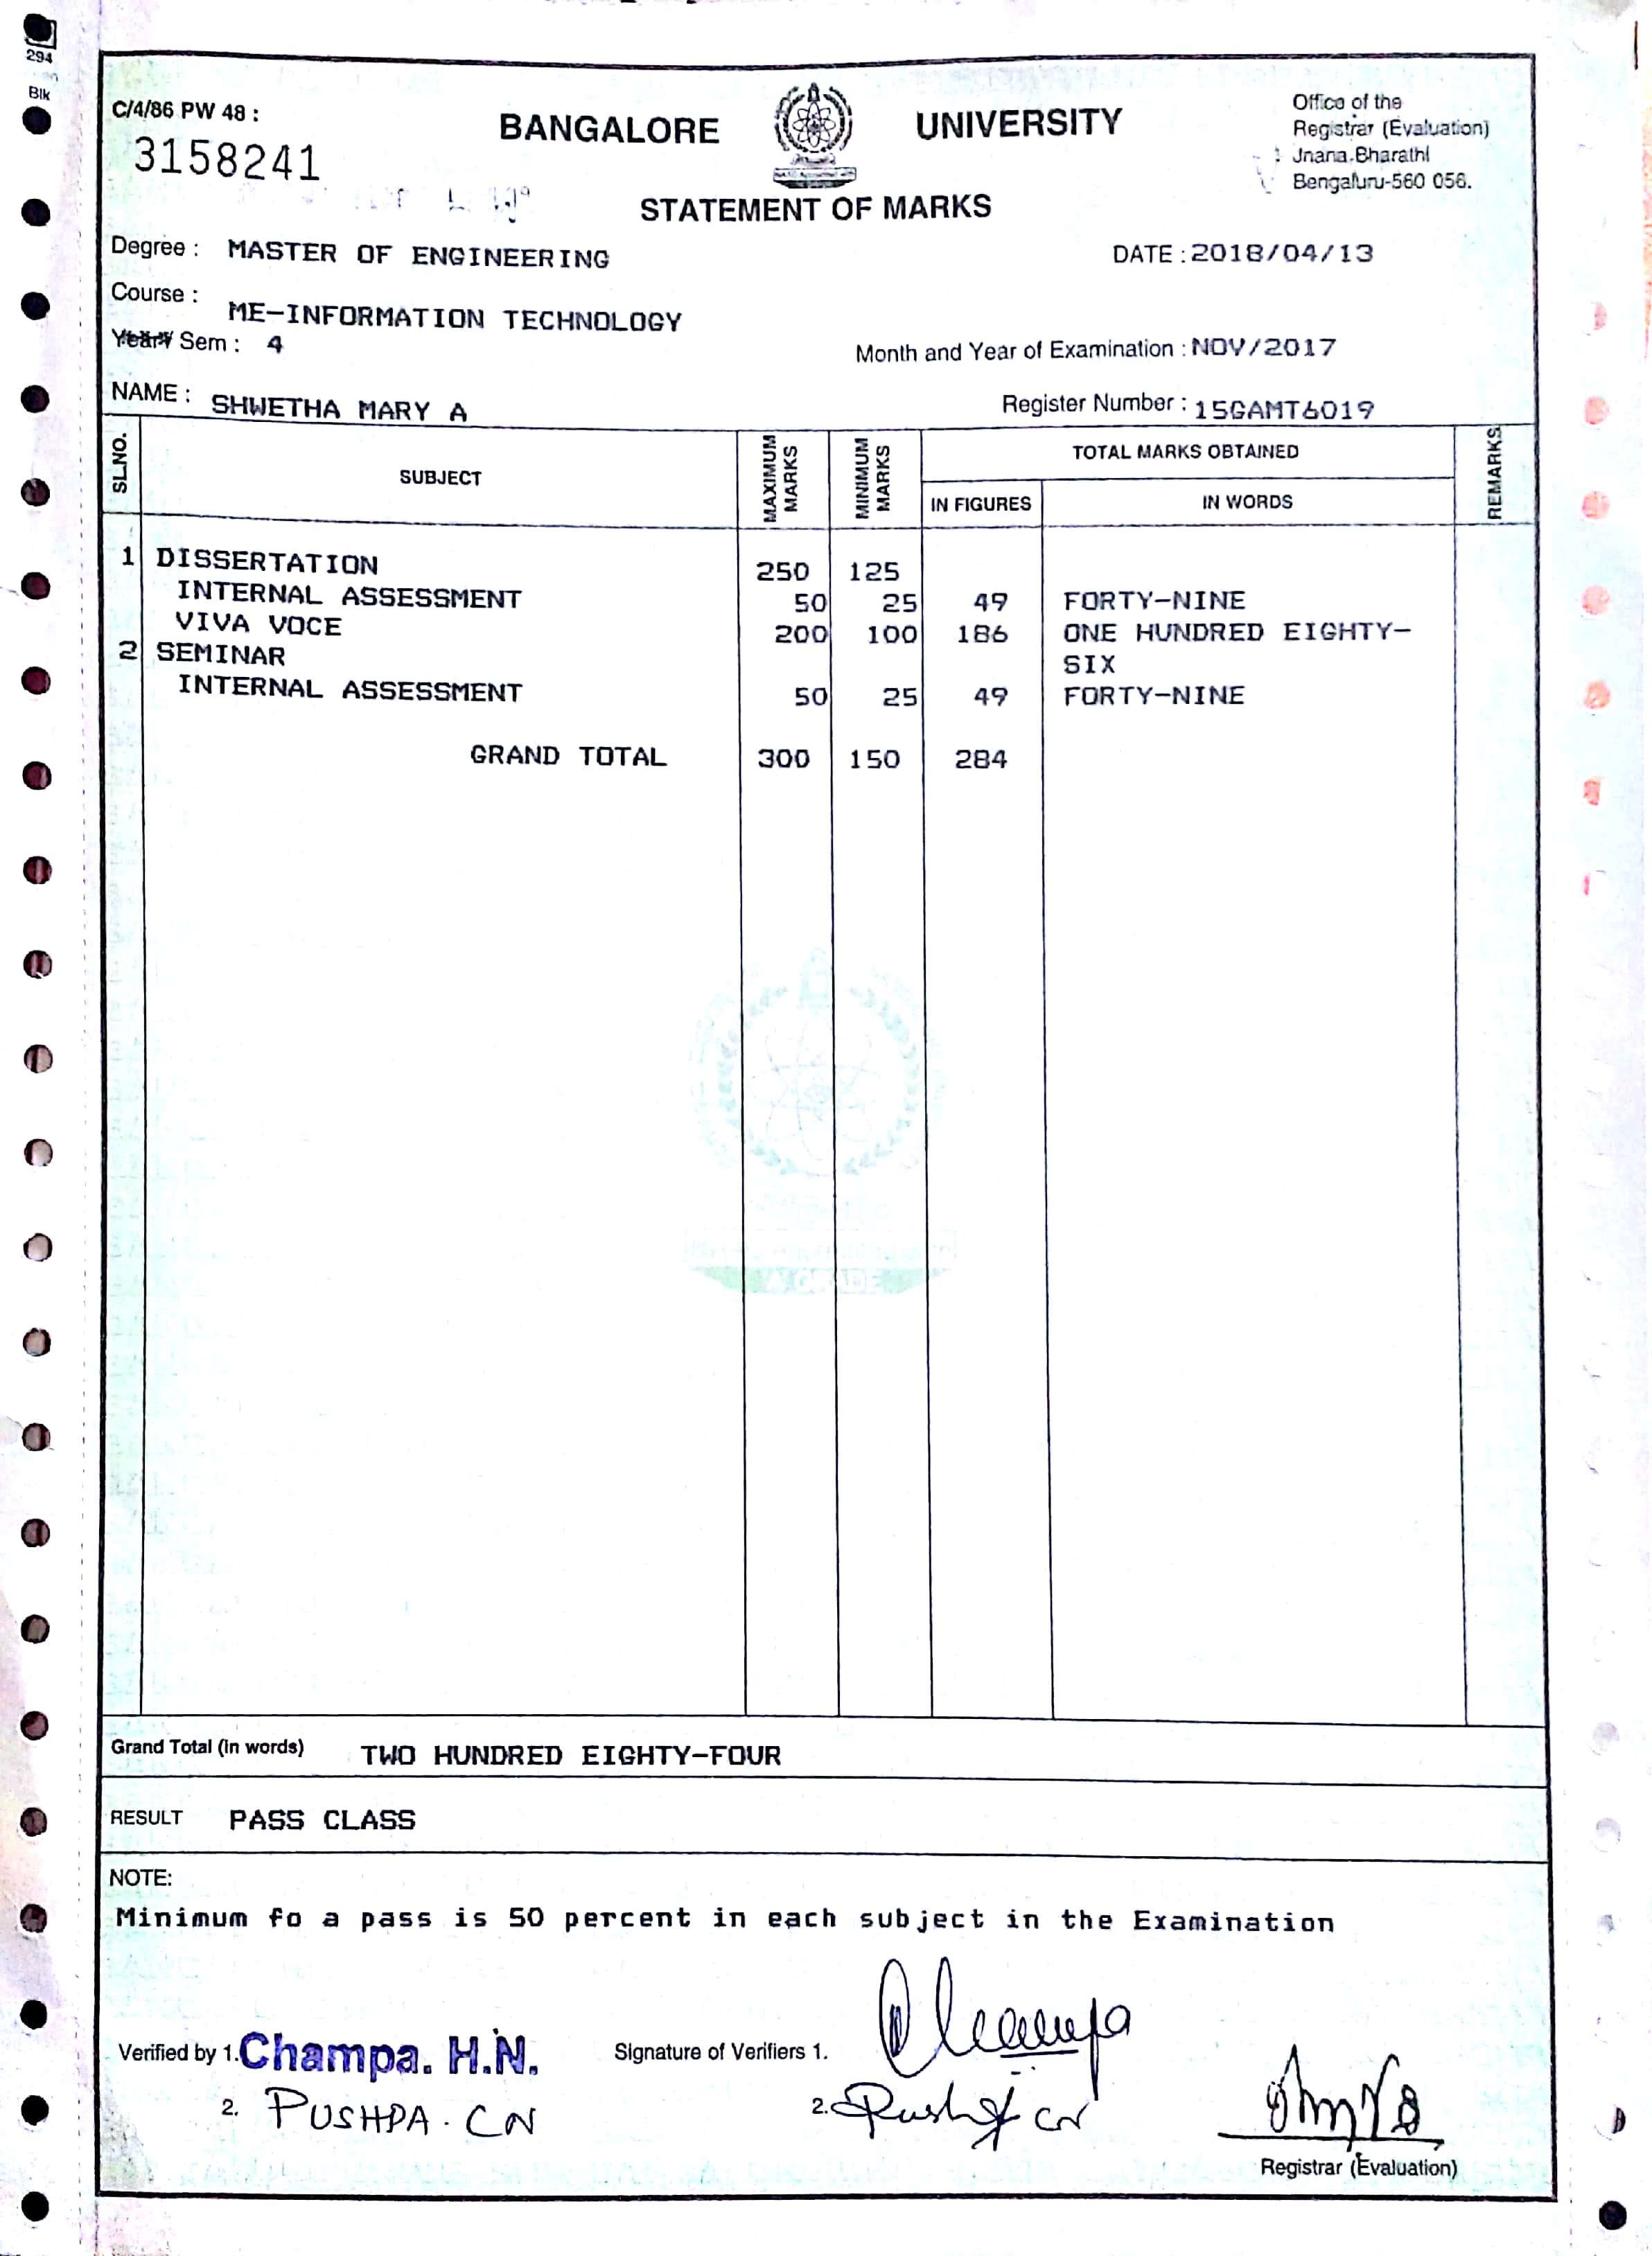 294
Blk
C/4/86 PW 48 :
3158241
BANGALORE UNIVERSITY
Office of the
Registrar (Evaluation)
Jnana Bharathi
Bengaluru-560 056.
STATEMENT OF MARKS
Degree : MASTER OF ENGINEERING
DATE : 2018/04/13
Course : ME-INFORMATION TECHNOLOGY
Year/ Sem : 4
Month and Year of Examination : NOV/2017
NAME : SHWETHA MARY A
Register Number : 15GAMT6019
SL.NO. SUBJECT MAXIMUM MARKS MINIMUM MARKS TOTAL MARKS OBTAINED REMARKS
IN FIGURES IN WORDS
1 DISSERTATION 250 125
INTERNAL ASSESSMENT 50 25 49 FORTY-NINE
VIVA VOCE 200 100 186 ONE HUNDRED EIGHTY-
2 SEMINAR SIX
INTERNAL ASSESSMENT 50 25 49 FORTY-NINE
GRAND TOTAL 300 150 284
A GRADE
Grand Total (In words) TWO HUNDRED EIGHTY-FOUR
RESULT PASS CLASS
NOTE:
Minimum fo a pass is 50 percent in each subject in the Examination
Verified by 1. Champa. H.N. Signature of Verifiers 1. Champa
2. PUSHPA. CN 2. Pushpa CN
Registrar (Evaluation)